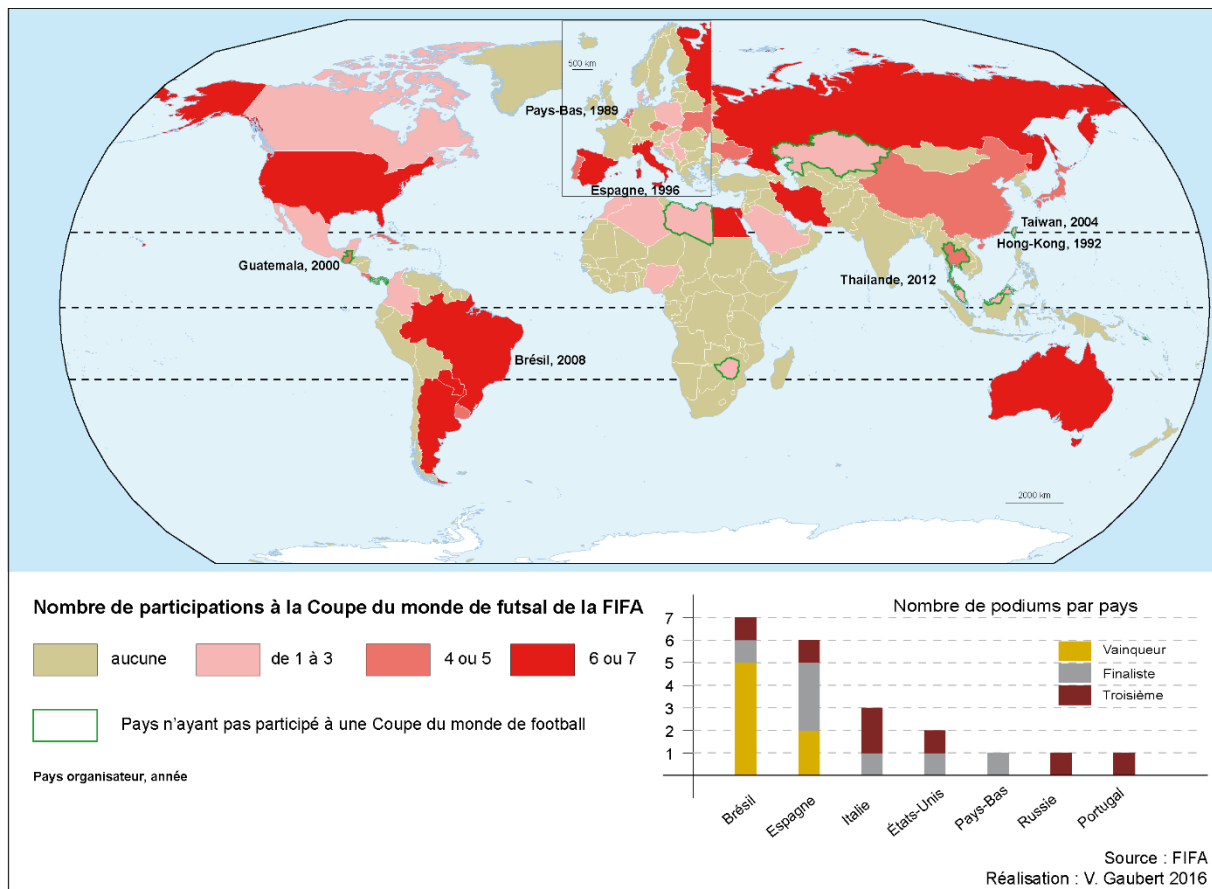 500 km
Pays-Bas, 1989
Espagne, 1996
Taiwan, 2004
Hong-Kong, 1992
Guatemala, 2000
Thailande, 2012
Brésil, 2008
2000 km
Nombre de participations à la Coupe du monde de futsal de la FIFA
aucune
de 1 à 3
4 ou 5
6 ou 7
Pays n'ayant pas participé à une Coupe du monde de football
Pays organisateur, année
Nombre de podiums par pays
7
6
5
4
3
2
1
Vainqueur
Finaliste
Troisième
Brésil
Espagne
Italie
États-Unis
Pays-Bas
Russie
Portugal
Source : FIFA
Réalisation : V. Gaubert 2016